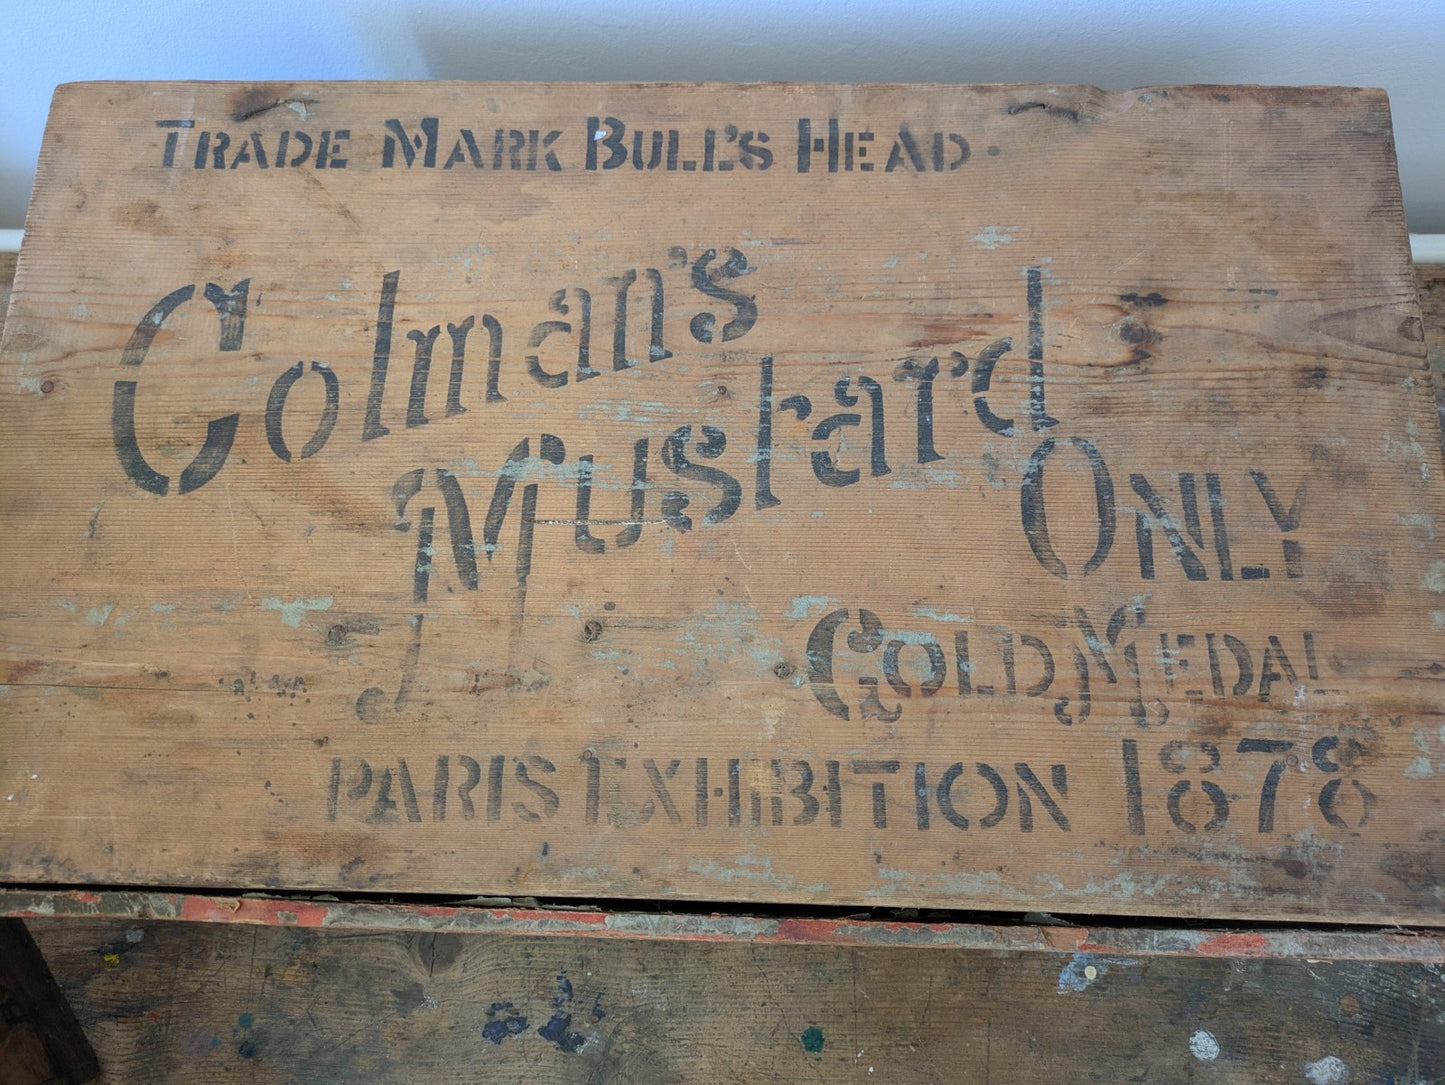 TRADE MARK BULL'S HEAD
Colman's
Mustard
ONLY
GOLD MEDAL
PARIS EXHIBITION 1878